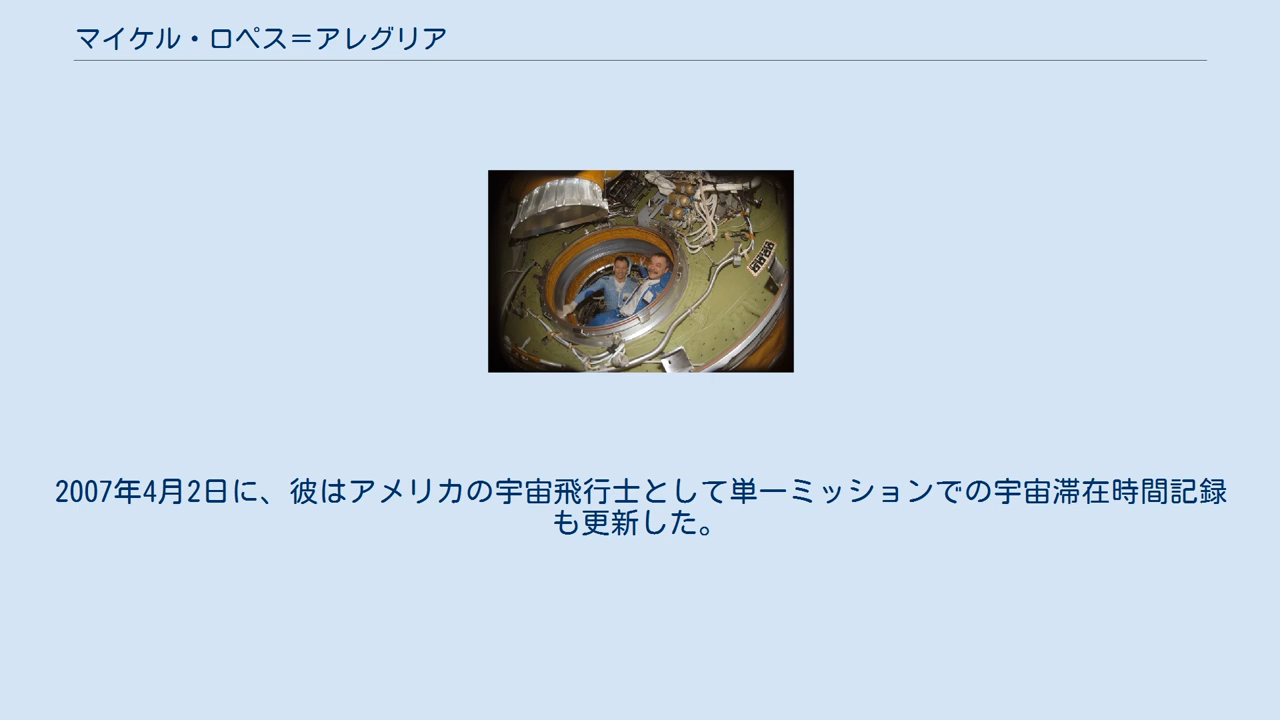 マイケル・ロペス＝アレグリア
2007年4月2日に、彼はアメリカの宇宙飛行士として単一ミッションでの宇宙滞在時間記録
も更新した。